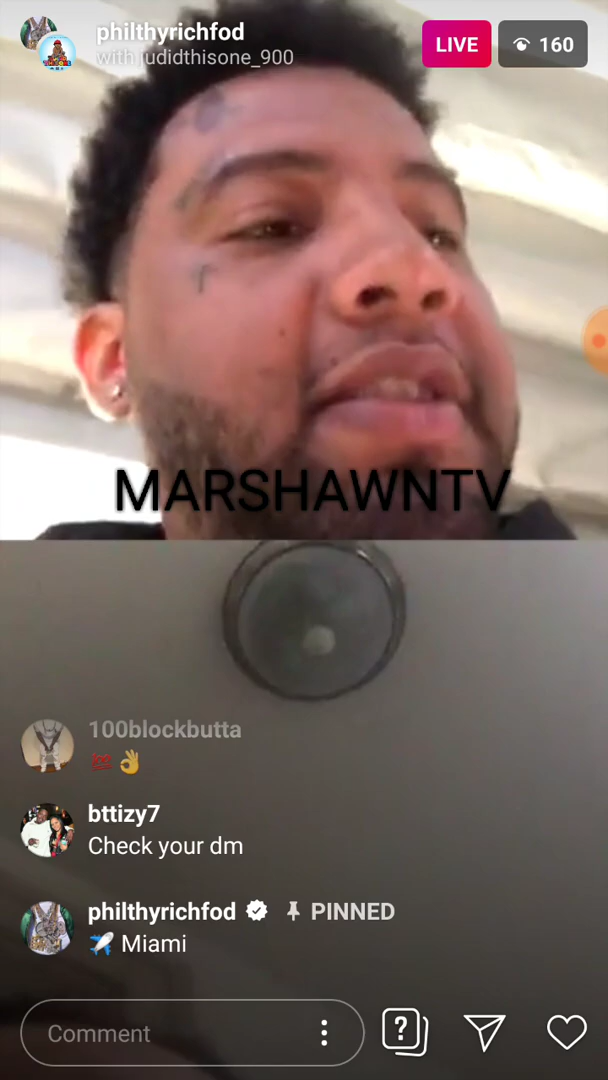 philthyrichfod
with judidthisone_900
LIVE
160
MARSHAWNTV
100blockbutta
💯👌
bttizy7
Check your dm
philthyrichfod PINNED
✈️ Miami
Comment